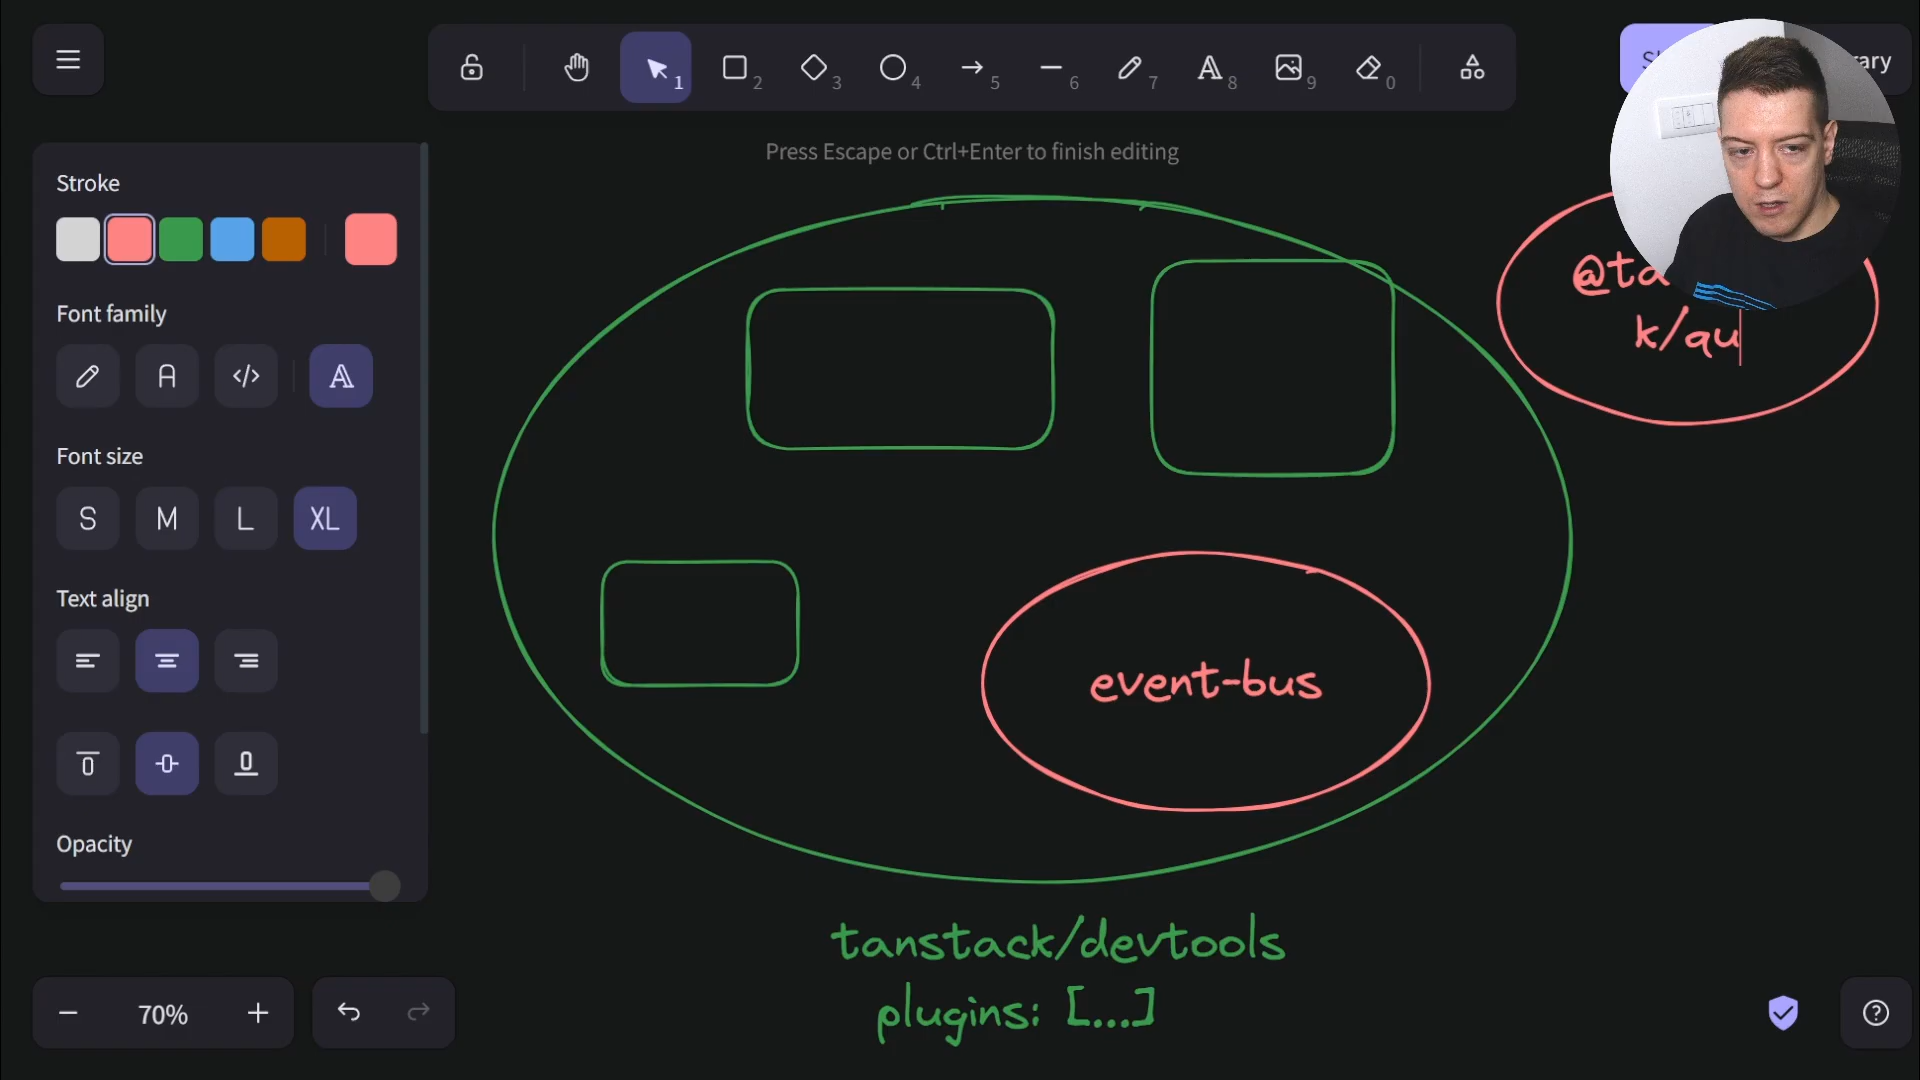 1
2
3
4
5
6
7
8
9
0
Press Escape or Ctrl+Enter to finish editing
Stroke
Font family
Font size
S M L XL
Text align
Opacity
k/qu
event-bus
tanstack/devtools
plugins: [...]
70%